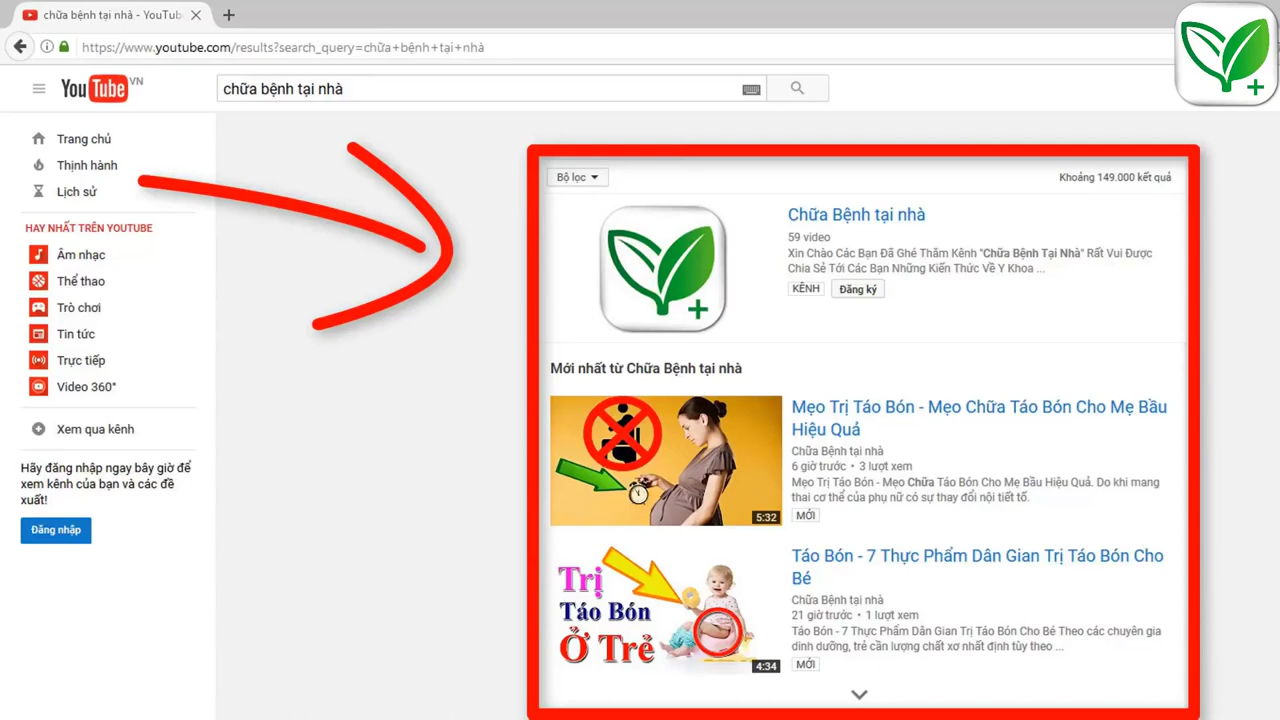 chữa bệnh tại nhà - YouTub
https://www.youtube.com/results?search_query=chữa+bệnh+tại+nhà
YouTube VN
chữa bệnh tại nhà
Trang chủ
Thịnh hành
Lịch sử
HAY NHẤT TRÊN YOUTUBE
Âm nhạc
Thể thao
Trò chơi
Tin tức
Trực tiếp
Video 360°
Xem qua kênh
Hãy đăng nhập ngay bây giờ để
xem kênh của bạn và các đề
xuất!
Đăng nhập
Bộ lọc
Khoảng 149.000 kết quả
Chữa Bệnh tại nhà
59 video
Xin Chào Các Bạn Đã Ghé Thăm Kênh "Chữa Bệnh Tại Nhà" Rất Vui Được
Chia Sẻ Tới Các Bạn Những Kiến Thức Về Y Khoa ...
KÊNH
Đăng ký
Mới nhất từ Chữa Bệnh tại nhà
5:32
Mẹo Trị Táo Bón - Mẹo Chữa Táo Bón Cho Mẹ Bầu
Hiệu Quả
Chữa Bệnh tại nhà
6 giờ trước • 3 lượt xem
Mẹo Trị Táo Bón - Mẹo Chữa Táo Bón Cho Mẹ Bầu Hiệu Quả. Do khi mang
thai cơ thể của phụ nữ có sự thay đổi nội tiết tố.
MỚI
Trị
Táo Bón
Ở Trẻ
4:34
Táo Bón - 7 Thực Phẩm Dân Gian Trị Táo Bón Cho
Bé
Chữa Bệnh tại nhà
21 giờ trước • 1 lượt xem
Táo Bón - 7 Thực Phẩm Dân Gian Trị Táo Bón Cho Bé Theo các chuyên gia
dinh dưỡng, trẻ cần lượng chất xơ nhất định tùy theo ...
MỚI